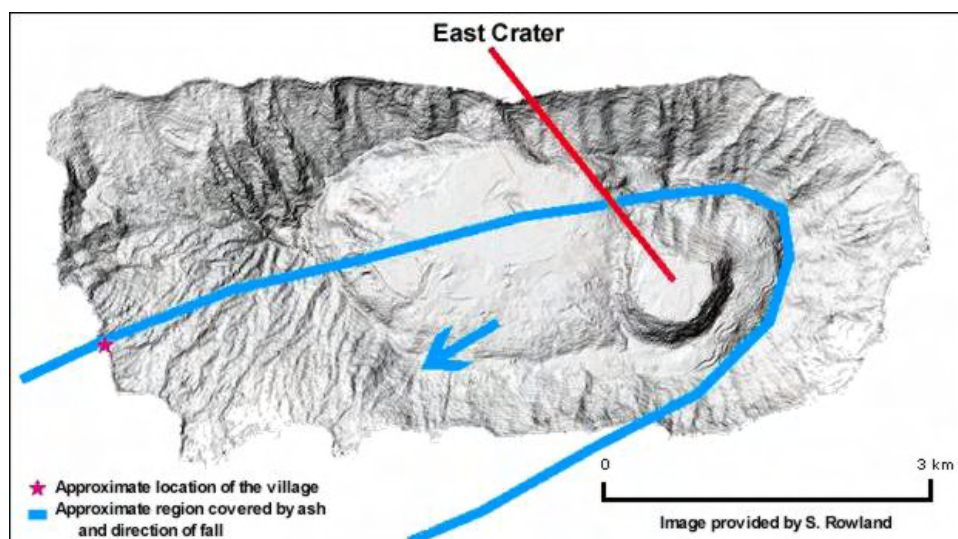 East Crater
0 3 km
Approximate location of the village
Approximate region covered by ash
and direction of fall
Image provided by S. Rowland